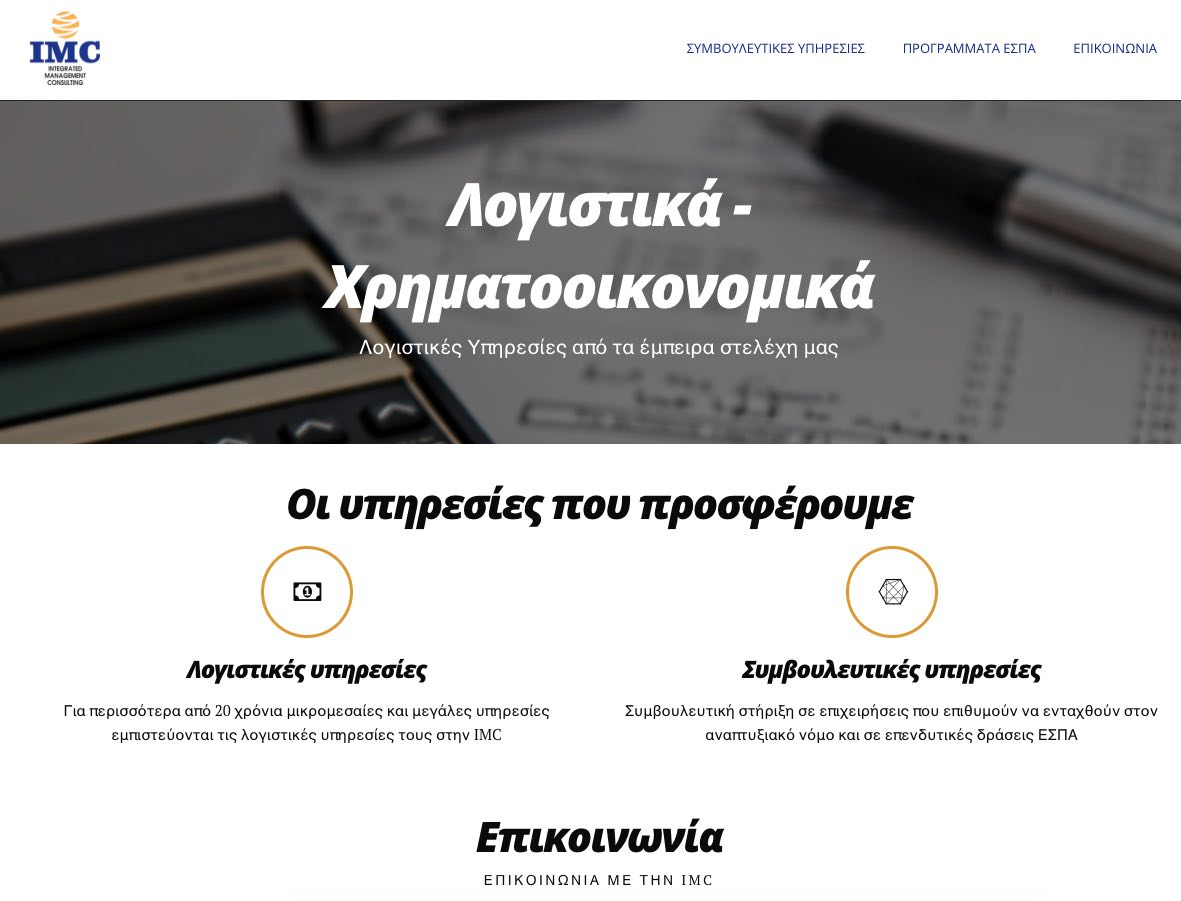 IMC
INTEGRATED
MANAGEMENT
CONSULTING
ΣΥΜΒΟΥΛΕΥΤΙΚΕΣ ΥΠΗΡΕΣΙΕΣ ΠΡΟΓΡΑΜΜΑΤΑ ΕΣΠΑ ΕΠΙΚΟΙΝΩΝΙΑ
Λογιστικά -
Χρηματοοικονομικά
Λογιστικές Υπηρεσίες από τα έμπειρα στελέχη μας
Οι υπηρεσίες που προσφέρουμε
Λογιστικές υπηρεσίες
Για περισσότερα από 20 χρόνια μικρομεσαίες και μεγάλες υπηρεσίες
εμπιστεύονται τις λογιστικές υπηρεσίες τους στην IMC
Συμβουλευτικές υπηρεσίες
Συμβουλευτική στήριξη σε επιχειρήσεις που επιθυμούν να ενταχθούν στον
αναπτυξιακό νόμο και σε επενδυτικές δράσεις ΕΣΠΑ
Επικοινωνία
ΕΠΙΚΟΙΝΩΝΙΑ ΜΕ ΤΗΝ IMC